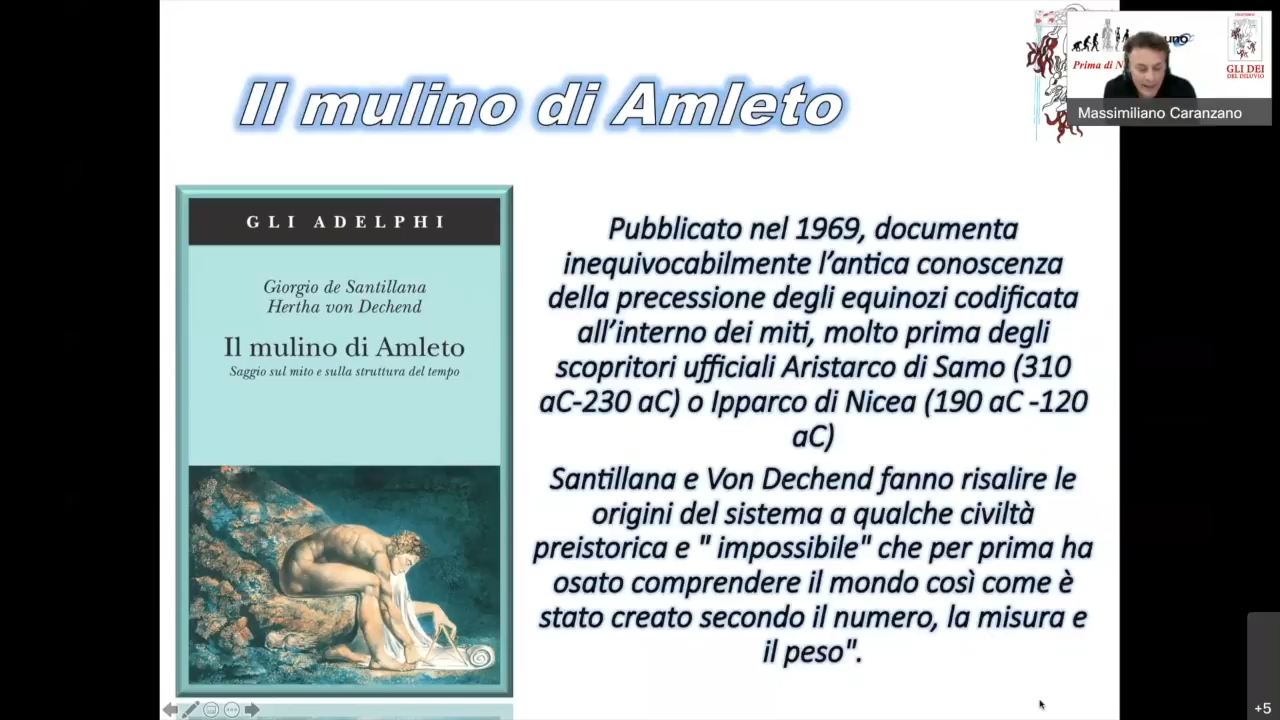 Il mulino di Amleto
Prima di
uno
GLI DEI
DEL DILUVIO
Massimiliano Caranzano
GLI ADELPHI
Giorgio de Santillana
Hertha von Dechend
Il mulino di Amleto
Saggio sul mito e sulla struttura del tempo
Pubblicato nel 1969, documenta
inequivocabilmente l’antica conoscenza
della precessione degli equinozi codificata
all’interno dei miti, molto prima degli
scopritori ufficiali Aristarco di Samo (310
aC-230 aC) o Ipparco di Nicea (190 aC -120
aC)
Santillana e Von Dechend fanno risalire le
origini del sistema a qualche civiltà
preistorica e " impossibile" che per prima ha
osato comprendere il mondo così come è
stato creato secondo il numero, la misura e
il peso".
+5